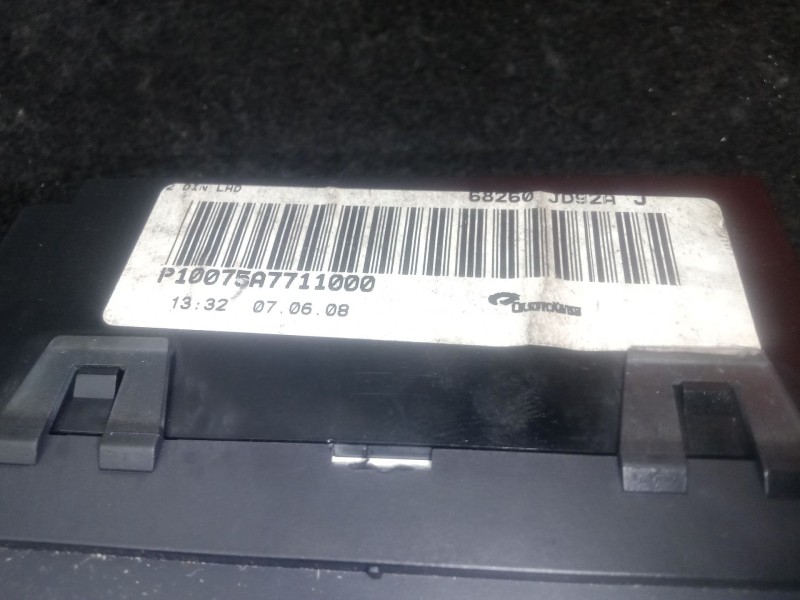 2 DIN LHD
68260 JD92A J
P10075A7711000
13:32 07.06.08